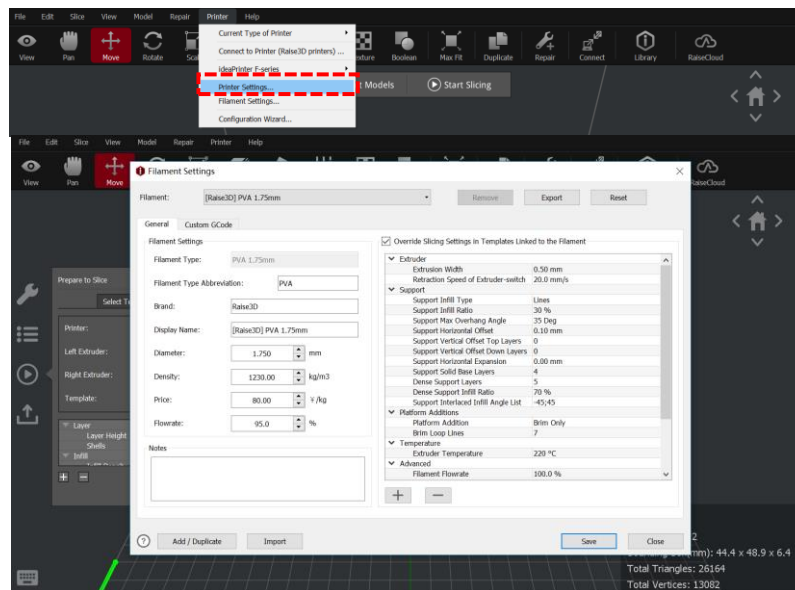 File Edit Slice View Model Repair Printer Help
Current Type of Printer
Connect to Printer (Raise3D printers) ...
ideaPrinter F-series
Printer Settings...
Filament Settings...
Configuration Wizard...
View Pan Move Rotate Boolean Max Fit Duplicate Repair Connect Library RaiseCloud
Models Start Slicing
File Edit Slice View Model Repair Printer Help
View Pan Move RaiseCloud
Filament Settings
Filament: [Raise3D] PVA 1.75mm Remove Export Reset
General Custom GCode
Filament Settings
Filament Type: PVA 1.75mm
Filament Type Abbreviation: PVA
Brand: Raise3D
Display Name: [Raise3D] PVA 1.75mm
Diameter: 1.750 mm
Density: 1230.00 kg/m3
Price: 80.00 ¥/kg
Flowrate: 95.0 %
Notes
Override Slicing Settings in Templates Linked to the Filament
Extruder
Extrusion Width 0.50 mm
Retraction Speed of Extruder-switch 20.0 mm/s
Support
Support Infill Type Lines
Support Infill Ratio 30 %
Support Max Overhang Angle 35 Deg
Support Horizontal Offset 0.10 mm
Support Vertical Offset Top Layers 0
Support Vertical Offset Down Layers 0
Support Horizontal Expansion 0.00 mm
Support Solid Base Layers 4
Dense Support Layers 5
Dense Support Infill Ratio 70 %
Support Interlaced Infill Angle List -45;45
Platform Additions
Platform Addition Brim Only
Brim Loop Lines 7
Temperature
Extruder Temperature 220 °C
Advanced
Filament Flowrate 100.0 %
Add / Duplicate Import Save Close
Prepare to Slice
Select T
Printer:
Left Extruder:
Right Extruder:
Template:
Layer
Layer Height
Shells
Infill
2
(mm): 44.4 x 48.9 x 6.4
Total Triangles: 26164
Total Vertices: 13082